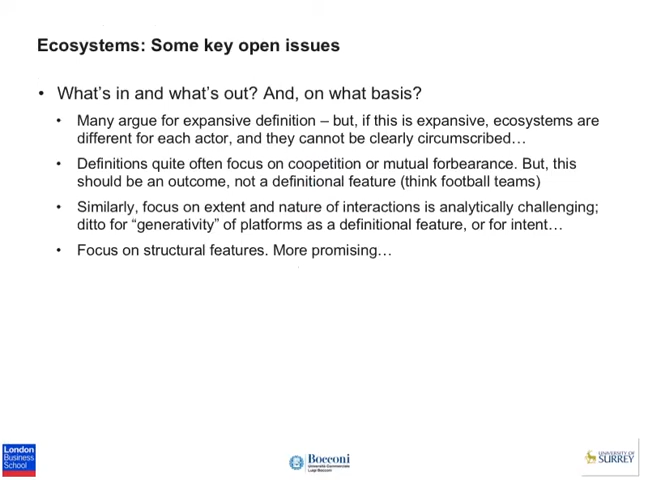 Ecosystems: Some key open issues
• What's in and what's out? And, on what basis?
• Many argue for expansive definition – but, if this is expansive, ecosystems are
different for each actor, and they cannot be clearly circumscribed…
• Definitions quite often focus on coopetition or mutual forbearance. But, this
should be an outcome, not a definitional feature (think football teams)
• Similarly, focus on extent and nature of interactions is analytically challenging;
ditto for “generativity” of platforms as a definitional feature, or for intent…
• Focus on structural features. More promising…
London
Business
School
Bocconi
Università Commerciale
Luigi Bocconi
UNIVERSITY OF
SURREY